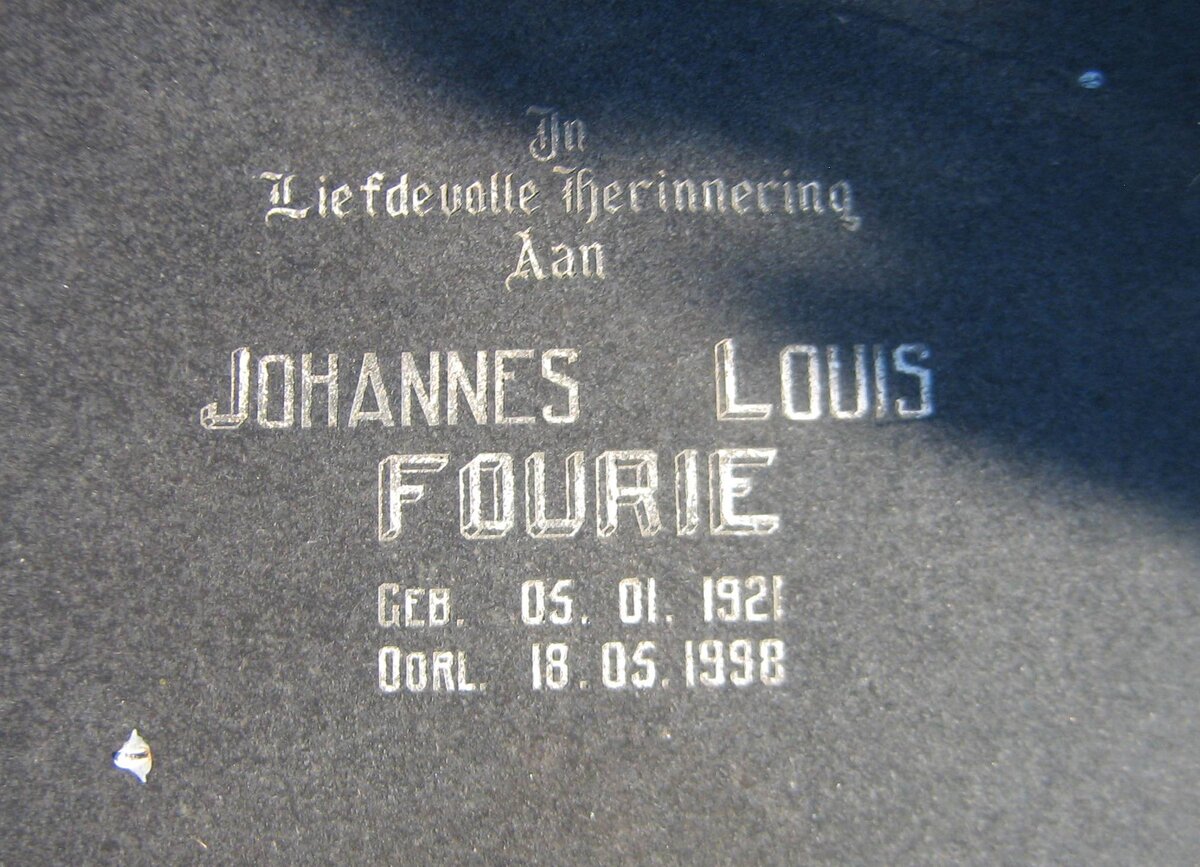 In
Liefdevolle Herinnering
Aan
JOHANNES LOUIS
FOURIE
GEB. 05. 01. 1921
OORL. 18. 05. 1998